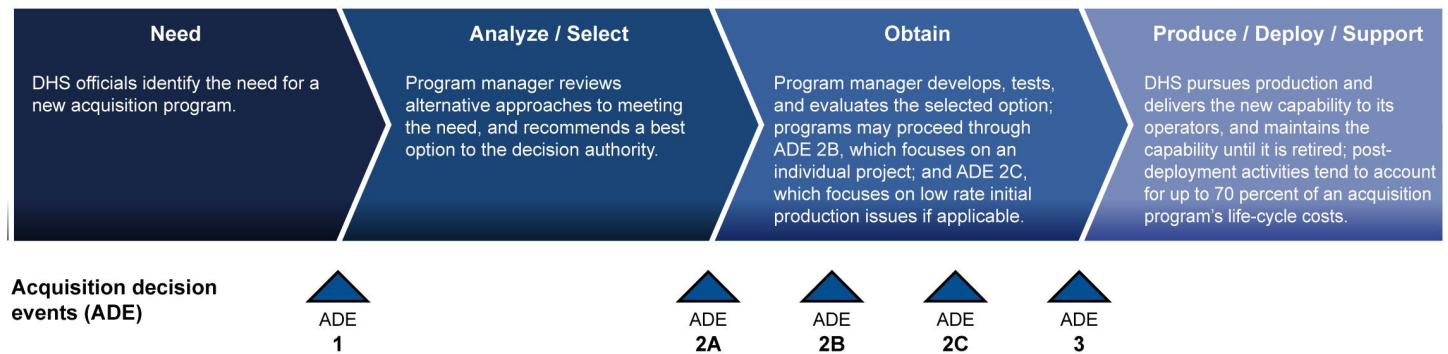 Need
DHS officials identify the need for a
new acquisition program.
Analyze / Select
Program manager reviews
alternative approaches to meeting
the need, and recommends a best
option to the decision authority.
Obtain
Program manager develops, tests,
and evaluates the selected option;
programs may proceed through
ADE 2B, which focuses on an
individual project; and ADE 2C,
which focuses on low rate initial
production issues if applicable.
Produce / Deploy / Support
DHS pursues production and
delivers the new capability to its
operators, and maintains the
capability until it is retired; post-
deployment activities tend to account
for up to 70 percent of an acquisition
program’s life-cycle costs.
Acquisition decision
events (ADE)
ADE
1
ADE
2A
ADE
2B
ADE
2C
ADE
3